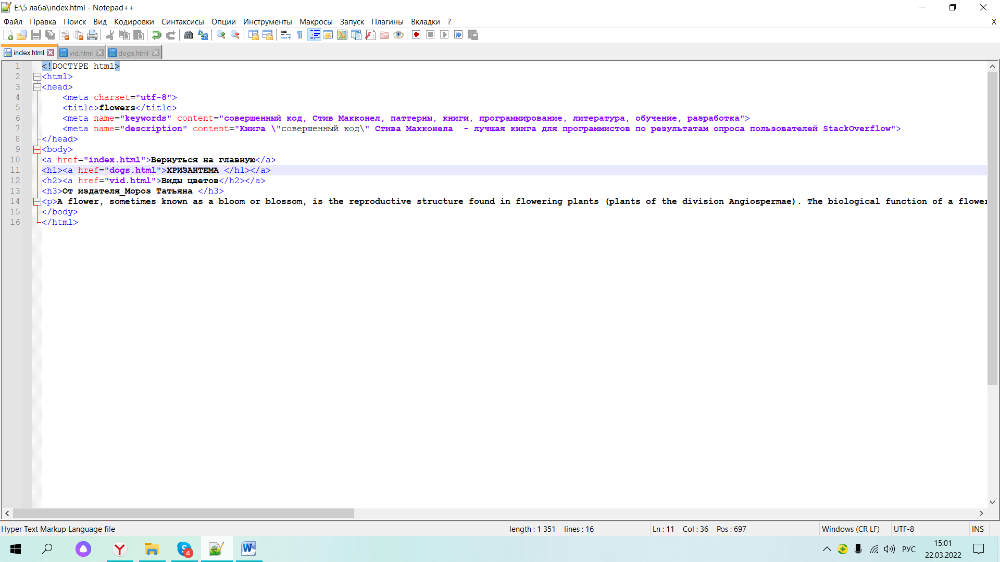 E:\5 лаба\index.html - Notepad++
Файл Правка Поиск Вид Кодировки Синтаксисы Опции Инструменты Макросы Запуск Плагины Вкладки ? X
index.html vid.html dogs.html
1 <!DOCTYPE html>
2 <html>
3 <head>
4 <meta charset="utf-8">
5 <title>flowers</title>
6 <meta name="keywords" content="совершенный код, Стив Макконел, паттерны, книги, программирование, литература, обучение, разработка">
7 <meta name="description" content="Книга \"совершенный код\" Стива Макконела  - лучшая книга для программистов по результатам опроса пользователей StackOverflow">
8 </head>
9 <body>
10 <a href="index.html">Вернуться на главную</a>
11 <h1><a href="dogs.html">ХРИЗАНТЕМА </h1></a>
12 <h2><a href="vid.html">Виды цветов</h2></a>
13 <h3>От издателя_Мороз Татьяна </h3>
14 <p>A flower, sometimes known as a bloom or blossom, is the reproductive structure found in flowering plants (plants of the division Angiospermae). The biological function of a flower
15 </body>
16 </html>
Hyper Text Markup Language file length : 1 351 lines : 16 Ln : 11 Col : 36 Pos : 697 Windows (CR LF) UTF-8 INS
4 РУС 15:01
22.03.2022